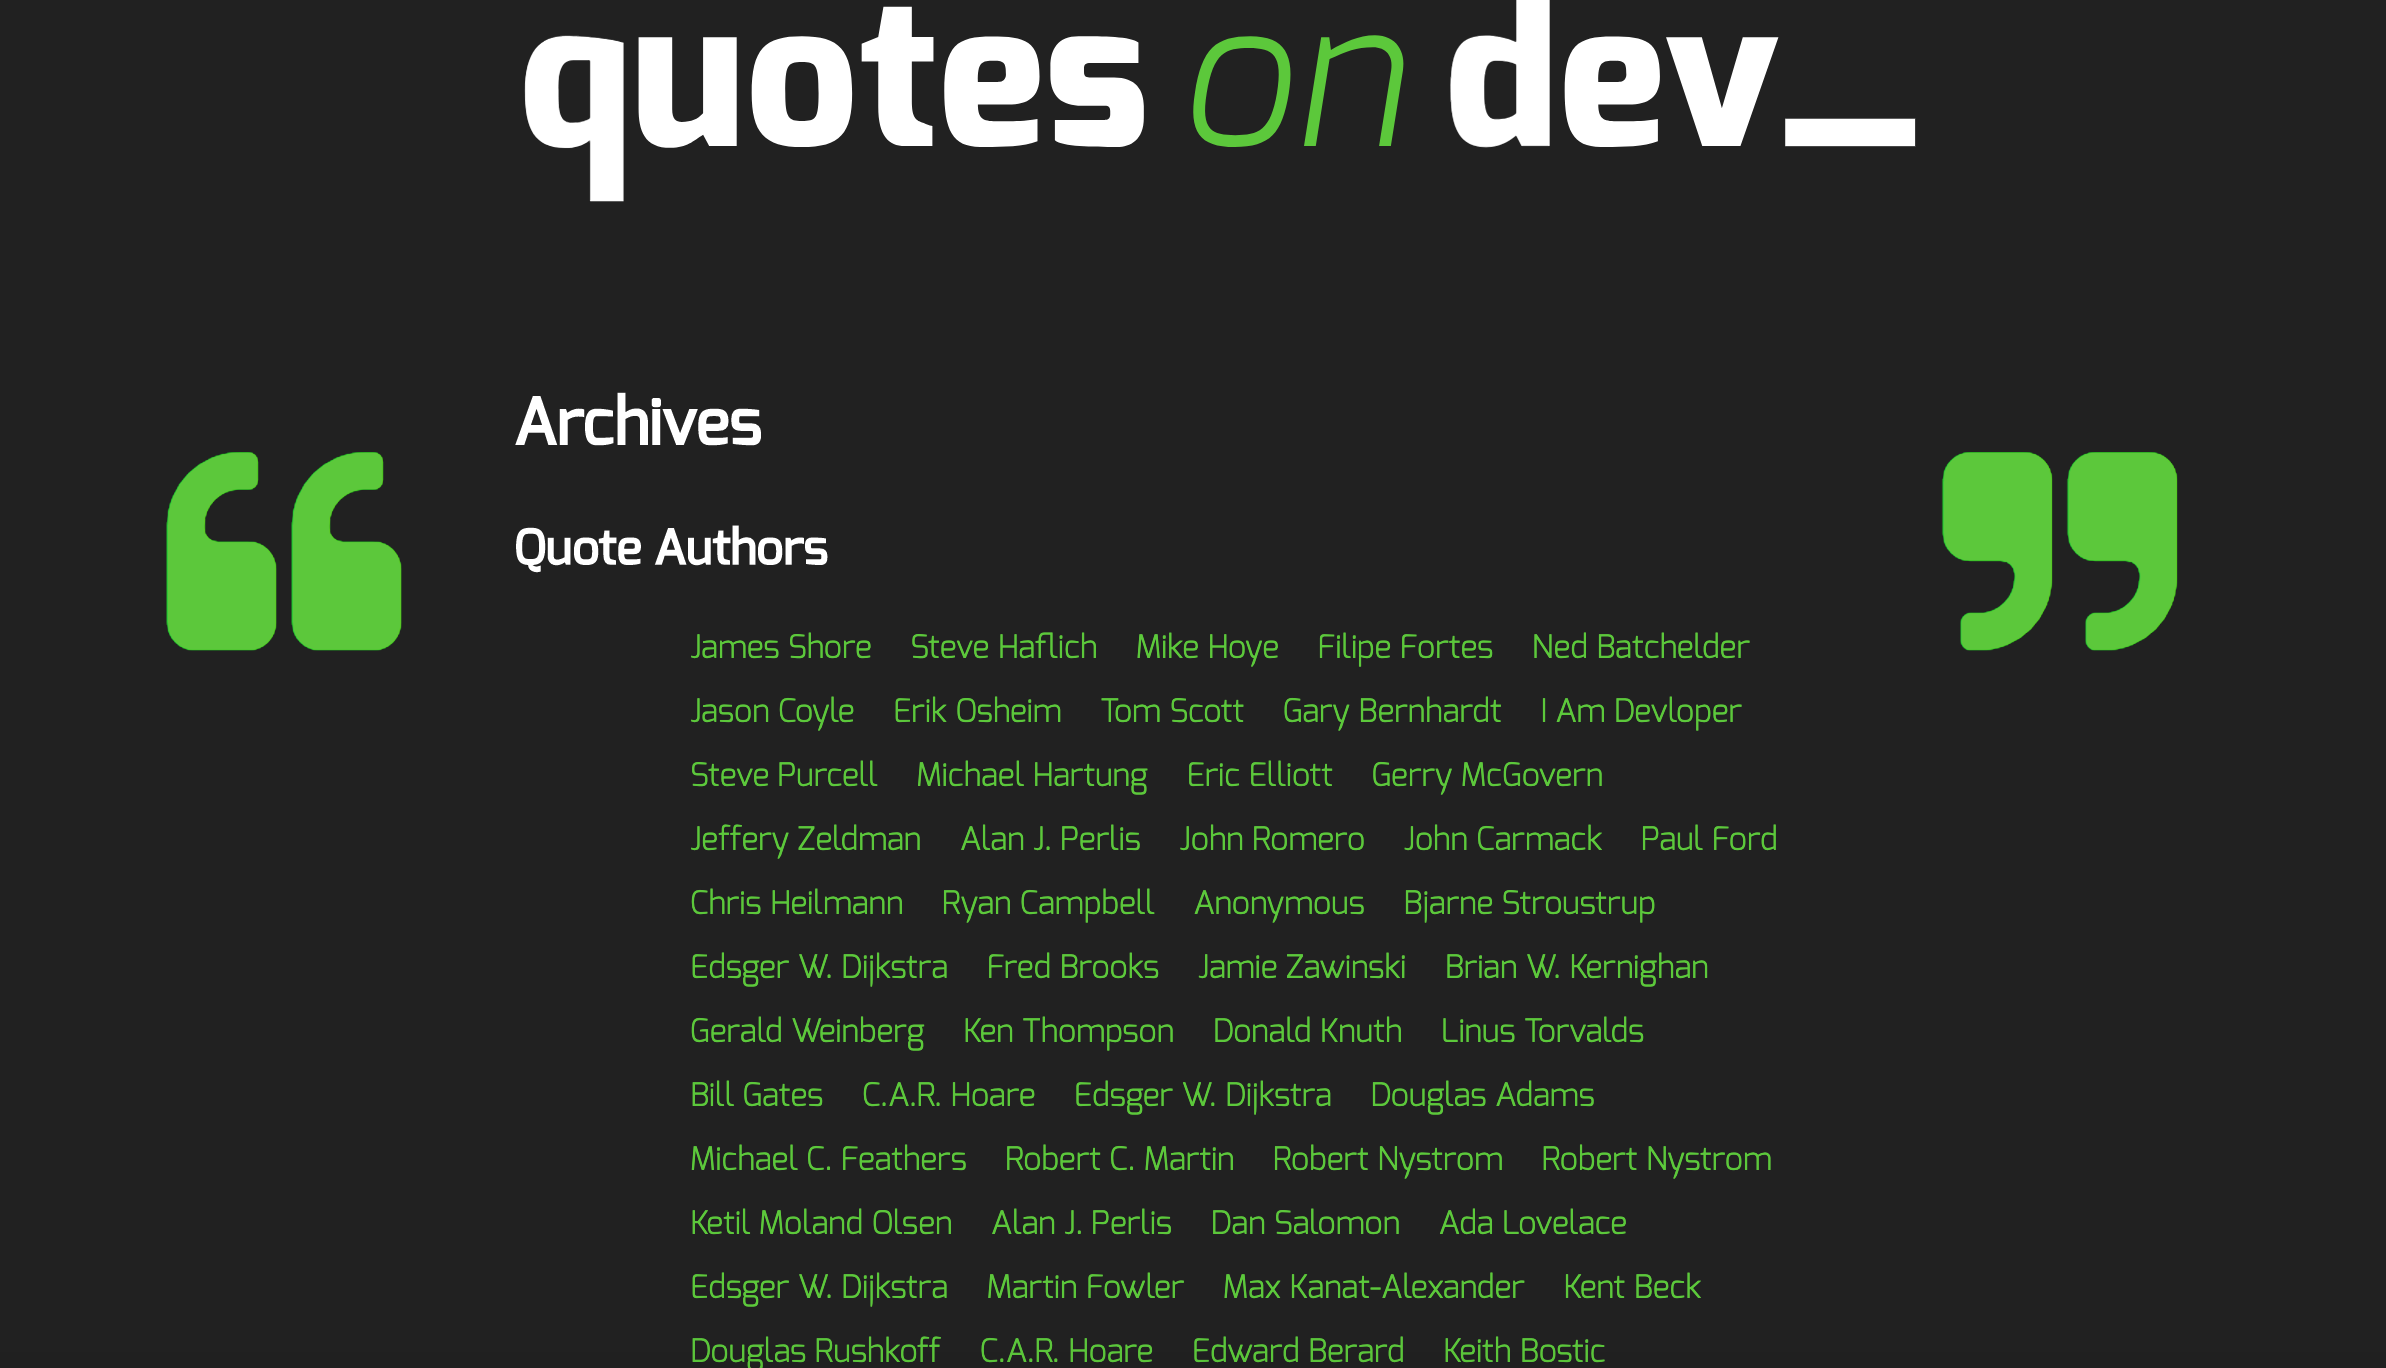 quotes on dev_
Archives
Quote Authors
James Shore Steve Haflich Mike Hoye Filipe Fortes Ned Batchelder
Jason Coyle Erik Osheim Tom Scott Gary Bernhardt I Am Devloper
Steve Purcell Michael Hartung Eric Elliott Gerry McGovern
Jeffery Zeldman Alan J. Perlis John Romero John Carmack Paul Ford
Chris Heilmann Ryan Campbell Anonymous Bjarne Stroustrup
Edsger W. Dijkstra Fred Brooks Jamie Zawinski Brian W. Kernighan
Gerald Weinberg Ken Thompson Donald Knuth Linus Torvalds
Bill Gates C.A.R. Hoare Edsger W. Dijkstra Douglas Adams
Michael C. Feathers Robert C. Martin Robert Nystrom Robert Nystrom
Ketil Moland Olsen Alan J. Perlis Dan Salomon Ada Lovelace
Edsger W. Dijkstra Martin Fowler Max Kanat-Alexander Kent Beck
Douglas Rushkoff C.A.R. Hoare Edward Berard Keith Bostic